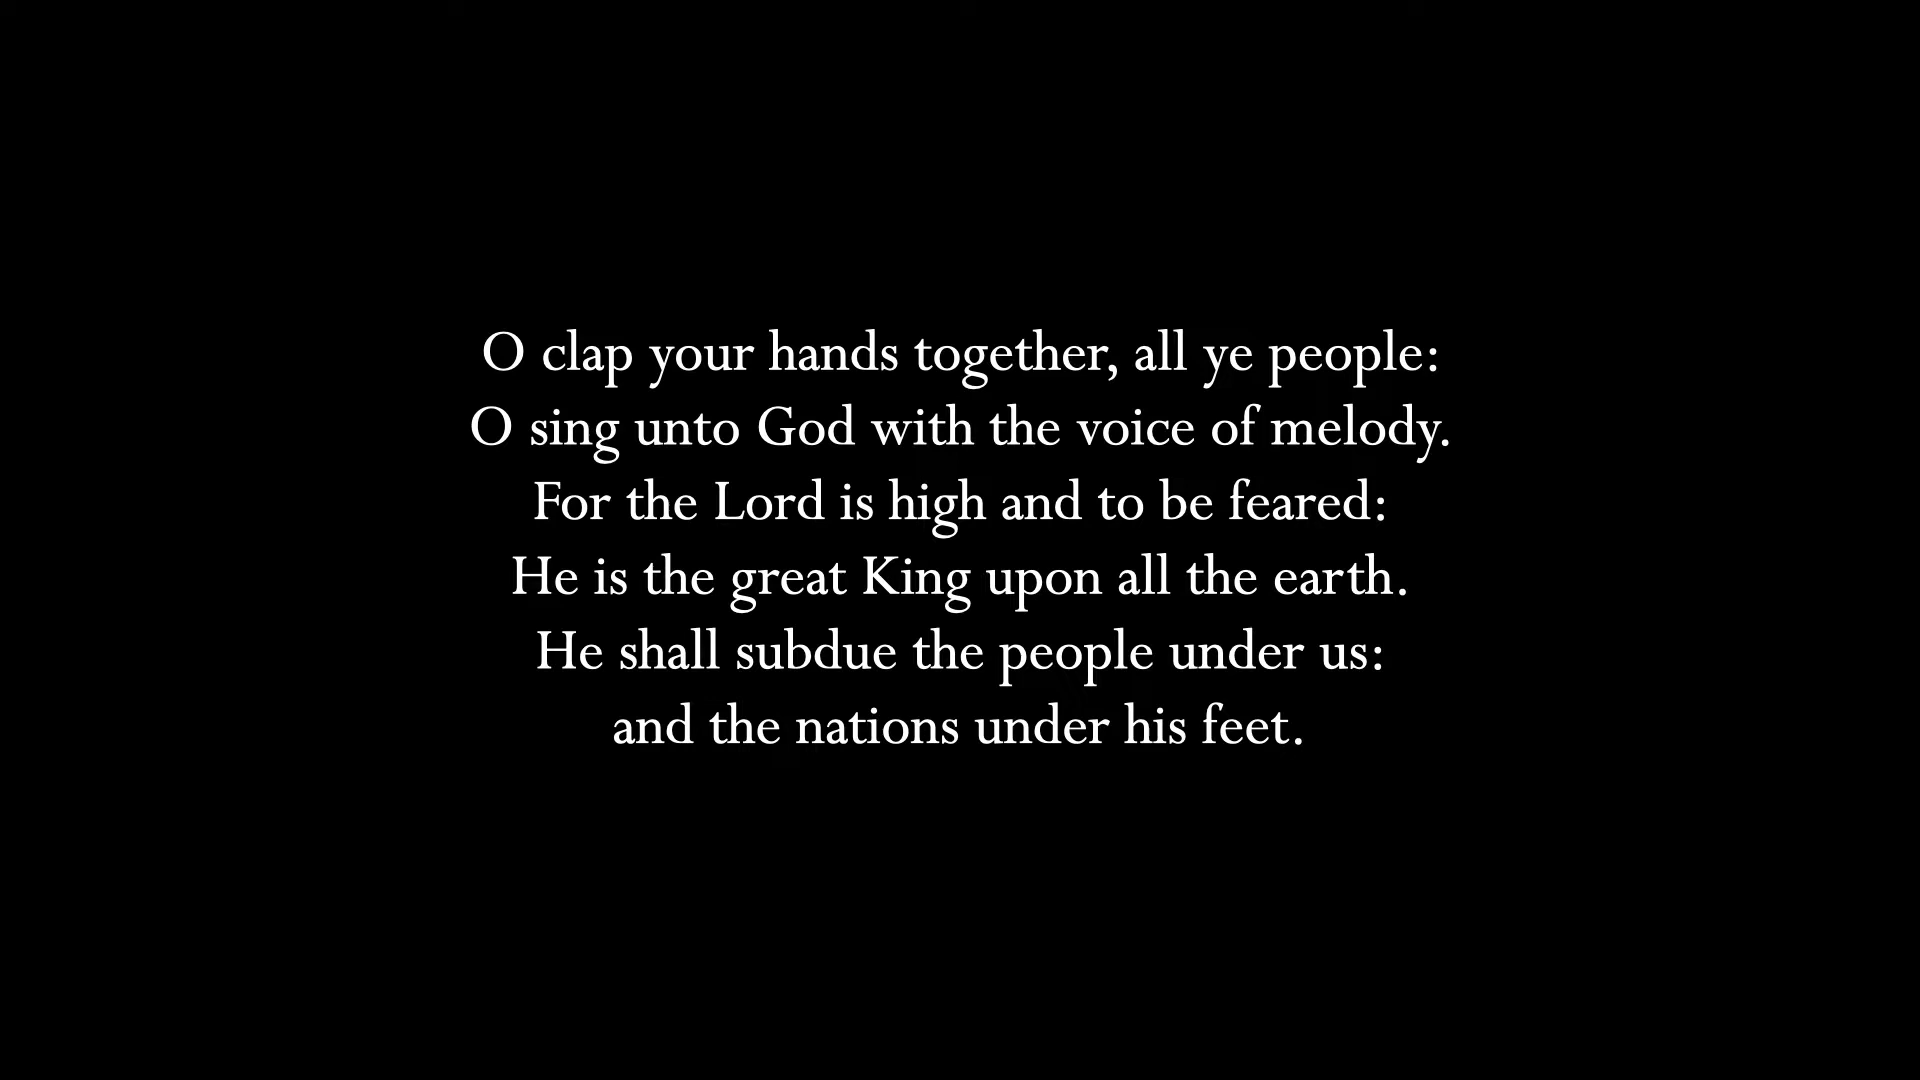 O clap your hands together, all ye people:
O sing unto God with the voice of melody.
For the Lord is high and to be feared:
He is the great King upon all the earth.
He shall subdue the people under us:
and the nations under his feet.